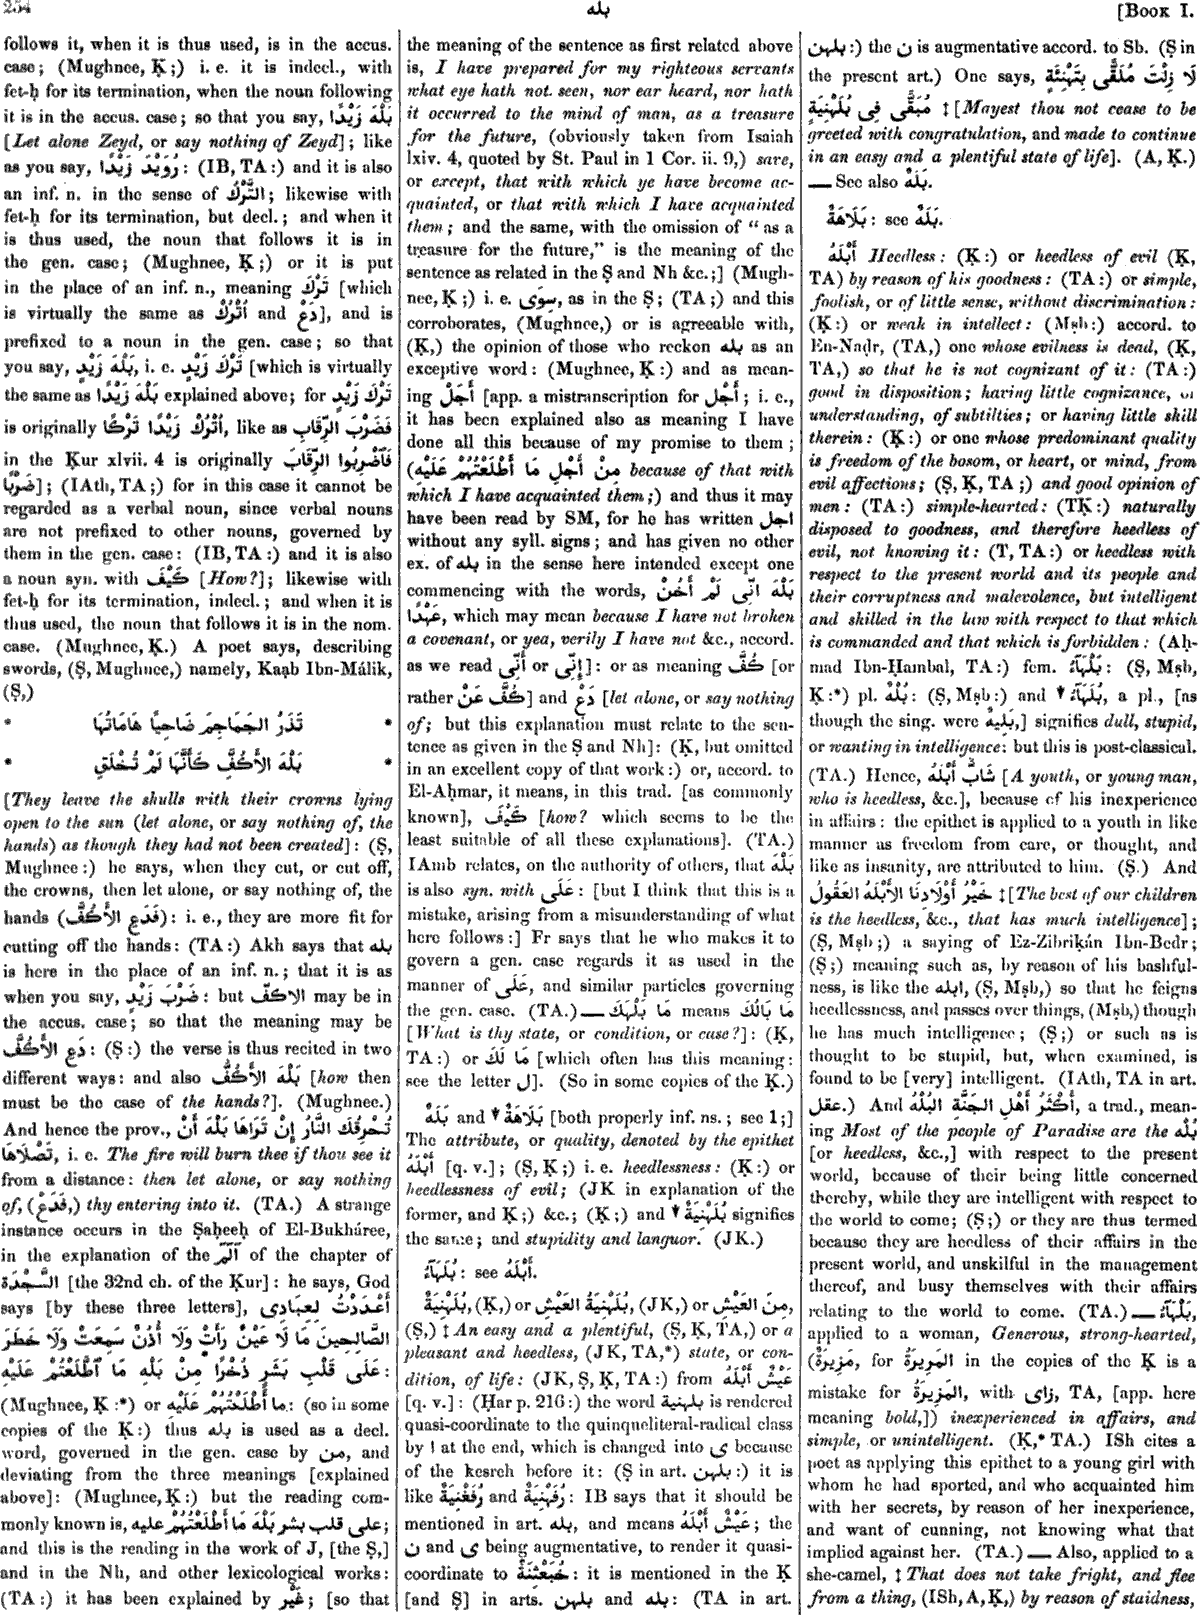 254
بله
[BOOK I.
follows it, when it is thus used, is in the accus.
case; (Mughnee, Ḳ;) i. e. it is indecl., with
fet-ḥ for its termination, when the noun following
it is in the accus. case; so that you say, بَلْهَ زَيْدًا
[Let alone Zeyd, or say nothing of Zeyd]; like
as you say, رُوَيْدَ زَيْدًا: (IB, TA:) and it is also
an inf. n. in the sense of التَّرْكُ; likewise with
fet-ḥ for its termination, but decl.; and when it
is thus used, the noun that follows it is in
the gen. case; (Mughnee, Ḳ;) or it is put
in the place of an inf. n., meaning تَرْكَ [which
is virtually the same as اُتْرُكْ and دَعْ], and is
prefixed to a noun in the gen. case; so that
you say, بَلْهَ زَيْدٍ, i. e. تَرْكَ زَيْدٍ [which is virtually
the same as بَلْهَ زَيْدًا explained above; for تَرْكَ زَيْدٍ
is originally اُتْرُكْ زَيْدًا تَرْكًا, like as فَضَرْبَ الرِّقَابِ
in the Ḳur xlvii. 4 is originally فَٱضْرِبُوا الرِّقَابَ
ضَرْبًا]; (IAth, TA;) for in this case it cannot be
regarded as a verbal noun, since verbal nouns
are not prefixed to other nouns, governed by
them in the gen. case: (IB, TA:) and it is also
a noun syn. with كَيْفَ [How?]; likewise with
fet-ḥ for its termination, indecl.; and when it is
thus used, the noun that follows it is in the nom.
case. (Mughnee, Ḳ.) A poet says, describing
swords, (Ṣ, Mughnee,) namely, Kaạb Ibn-Málik,
(Ṣ,)
* تَذَرُ الجَمَاجِمَ ضَاحِيًا هَامَاتُهَا *
* بَلْهَ الأَكُفِّ كَأَنَّهَا لَمْ تُخْلَقِ *
[They leave the skulls with their crowns lying
open to the sun (let alone, or say nothing of, the
hands) as though they had not been created]: (Ṣ,
Mughnee:) he says, when they cut, or cut off,
the crowns, then let alone, or say nothing of, the
hands (فَدَعِ الأَكُفَّ): i. e., they are more fit for
cutting off the hands: (TA:) Akh says that بله
is here in the place of an inf. n.; that it is as
when you say, ضَرْبَ زَيْدٍ: but الاكفّ may be in
the accus. case; so that the meaning may be
دَعِ الأَكُفَّ: (Ṣ:) the verse is thus recited in two
different ways: and also بَلْهَ الأَكُفُّ [how then
must be the case of the hands?]. (Mughnee.)
And hence the prov., تُحْرِقُكَ النَّارُ إِنْ تَرَاهَا بَلْهَ أَنْ
تَصْلَاهَا, i. e. The fire will burn thee if thou see it
from a distance: then let alone, or say nothing
of, (فَدَعْ,) thy entering into it. (TA.) A strange
instance occurs in the Ṣaḥeeḥ of El-Bukháree,
in the explanation of the آلٓمٓ of the chapter of
السَّجْدَة [the 32nd ch. of the Ḳur]: he says, God
says [by these three letters], أَعْدَدْتُ لِعِبَادِى
الصَّالِحِينَ مَا لَا عَيْنٌ رَأَتْ وَلَا أُذُنٌ سَمِعَتْ وَلَا خَطَرَ
عَلَى قَلْبِ بَشَرٍ ذُخْرًا مِنْ بَلْهِ مَا ٱطَّلَعْتُمْ عَلَيْهِ:
(Mughnee, Ḳ:*) or مَا أَطْلَعْتُهُمْ عَلَيْهِ: (so in some
copies of the Ḳ:) thus بله is used as a decl.
word, governed in the gen. case by من, and
deviating from the three meanings [explained
above]: (Mughnee, Ḳ:) but the reading com-
monly known is, على قلب بشر بَلْهَ مَا أَطْلَعْتُهُمْ عليه;
and this is the reading in the work of J, [the Ṣ,]
and in the Nh, and other lexicological works:
(TA:) it has been explained by غَيْر; [so that
the meaning of the sentence as first related above
is, I have prepared for my righteous servants
what eye hath not seen, nor ear heard, nor hath
it occurred to the mind of man, as a treasure
for the future, (obviously taken from Isaiah
lxiv. 4, quoted by St. Paul in 1 Cor. ii. 9,) save,
or except, that with which ye have become ac-
quainted, or that with which I have acquainted
them; and the same, with the omission of "as a
treasure for the future," is the meaning of the
sentence as related in the Ṣ and Nh &c.;] (Mugh-
nee, Ḳ;) i. e. سِوَى, as in the Ṣ; (TA;) and this
corroborates, (Mughnee,) or is agreeable with,
(Ḳ,) the opinion of those who reckon بله as an
exceptive word: (Mughnee, Ḳ:) and as mean-
ing أَجَلْ [app. a mistranscription for أَجْل; i. e.,
it has been explained also as meaning I have
done all this because of my promise to them;
(مِنْ أَجْلِ مَا أَطْلَعْتُهُمْ عَلَيْهِ because of that with
which I have acquainted them;) and thus it may
have been read by SM, for he has written اجل
without any syll. signs; and has given no other
ex. of بله in the sense here intended except one
commencing with the words, بَلْهَ انّى لَمْ أَخُنْ
عَهْدًا, which may mean because I have not broken
a covenant, or yea, verily I have not &c., accord.
as we read أَنِّى or إِنِّى]: or as meaning كُفَّ [or
rather كُفَّ عَنْ] and دَعْ [let alone, or say nothing
of; but this explanation must relate to the sen-
tence as given in the Ṣ and Nh]: (Ḳ, but omitted
in an excellent copy of that work:) or, accord. to
El-Aḥmar, it means, in this trad. [as commonly
known], كَيْفَ [how? which seems to be the
least suitable of all these explanations]. (TA.)
IAmb relates, on the authority of others, that بَلْهَ
is also syn. with عَلَى: [but I think that this is a
mistake, arising from a misunderstanding of what
here follows:] Fr says that he who makes it to
govern a gen. case regards it as used in the
manner of عَلَى, and similar particles governing
the gen. case. (TA.) — مَا بَلْهَكَ means مَا بَالُكَ
[What is thy state, or condition, or case?]: (Ḳ,
TA:) or مَا لَكَ [which often has this meaning:
see the letter ل]. (So in some copies of the Ḳ.)
بَلَهٌ and ▼ بَلَاهَةٌ [both properly inf. ns.; see 1;]
The attribute, or quality, denoted by the epithet
أَبْلَهُ [q. v.]; (Ṣ, Ḳ;) i. e. heedlessness: (Ḳ:) or
heedlessness of evil; (JK in explanation of the
former, and Ḳ;) &c.; (Ḳ;) and ▼ بُلَهْنِيَةٌ signifies
the same; and stupidity and languor. (JK.)
بُلَهَآءُ: see أَبْلَهُ.
بُلَهْنِيَةٌ, (Ḳ,) or بُلَهْنِيَةُ العَيْشِ, (JK,) or مِنَ العَيْشِ,
(Ṣ,) ‡ An easy and a plentiful, (Ṣ, Ḳ, TA,) or a
pleasant and heedless, (JK, TA,*) state, or con-
dition, of life: (JK, Ṣ, Ḳ, TA:) from عَيْشٌ أَبْلَهُ
[q. v.]: (Ḥar p. 216:) the word بلهنية is rendered
quasi-coordinate to the quinqueliteral-radical class
by ا at the end, which is changed into ى because
of the kesreh before it: (Ṣ in art. بلهن:) it is
like رُفَهْنِيَةٌ and رُفَغْنِيَةٌ: IB says that it should be
mentioned in art. بله, and means عَيْشٌ أَبْلَهُ; the
ن and ى being augmentative, to render it quasi-
coordinate to خُبَعْثِنَةٌ: it is mentioned in the Ḳ
[and Ṣ] in arts. بلهن and بله: (TA in art.
بلهن:) the ن is augmentative accord. to Sb. (Ṣ in
the present art.) One says, لَا زِلْتَ مُلَقًّى بِتَهْنِئَةٍ
مُبَقًّى فِى بُلَهْنِيَةٍ ‡ [Mayest thou not cease to be
greeted with congratulation, and made to continue
in an easy and a plentiful state of life]. (A, Ḳ.)
— See also بَلَهٌ.
بَلَاهَةٌ: see بَلَهٌ.
أَبْلَهُ Heedless: (Ḳ:) or heedless of evil (Ḳ,
TA) by reason of his goodness: (TA:) or simple,
foolish, or of little sense, without discrimination:
(Ḳ:) or weak in intellect: (Mṣb:) accord. to
En-Naḍr, (TA,) one whose evilness is dead, (Ḳ,
TA,) so that he is not cognizant of it: (TA:)
good in disposition; having little cognizance, or
understanding, of subtilties; or having little skill
therein: (Ḳ:) or one whose predominant quality
is freedom of the bosom, or heart, or mind, from
evil affections; (Ṣ, Ḳ, TA;) and good opinion of
men: (TA:) simple-hearted: (TḲ:) naturally
disposed to goodness, and therefore heedless of
evil, not knowing it: (T, TA:) or heedless with
respect to the present world and its people and
their corruptness and malevolence, but intelligent
and skilled in the law with respect to that which
is commanded and that which is forbidden: (Aḥ-
mad Ibn-Ḥambal, TA:) fem. بَلْهَآءُ: (Ṣ, Mṣb,
Ḳ:*) pl. بُلْهٌ: (Ṣ, Mṣb:) and ▼ بُلَهَآءُ, a pl., [as
though the sing. were بَلِيهٌ,] signifies dull, stupid,
or wanting in intelligence: but this is post-classical.
(TA.) Hence, شَابٌّ أَبْلَهُ [A youth, or young man,
who is heedless, &c.], because of his inexperience
in affairs: the epithet is applied to a youth in like
manner as freedom from care, or thought, and
like as insanity, are attributed to him. (Ṣ.) And
خَيْرُ أَوْلَادِنَا الأَبْلَهُ العَقُولُ ‡ [The best of our children
is the heedless, &c., that has much intelligence];
(Ṣ, Mṣb;) a saying of Ez-Zibriḳán Ibn-Bedr;
(Ṣ;) meaning such as, by reason of his bashful-
ness, is like the ابله, (Ṣ, Mṣb,) so that he feigns
heedlessness, and passes over things, (Mṣb,) though
he has much intelligence; (Ṣ;) or such as is
thought to be stupid, but, when examined, is
found to be [very] intelligent. (IAth, TA in art.
عقل.) And أَكْثَرُ أَهْلِ الجَنَّةِ البُلْهُ, a trad., mean-
ing Most of the people of Paradise are the بُلْه
[or heedless, &c.,] with respect to the present
world, because of their being little concerned
thereby, while they are intelligent with respect to
the world to come; (Ṣ;) or they are thus termed
because they are heedless of their affairs in the
present world, and unskilful in the management
thereof, and busy themselves with their affairs
relating to the world to come. (TA.) — بَلْهَآءُ,
applied to a woman, Generous, strong-hearted,
(مَزِيرَةٌ, for المَرِيرَةُ in the copies of the Ḳ is a
mistake for المَزِيرَةُ, with زاى, TA, [app. here
meaning bold,]) inexperienced in affairs, and
simple, or unintelligent. (Ḳ,* TA.) ISh cites a
poet as applying this epithet to a young girl with
whom he had sported, and who acquainted him
with her secrets, by reason of her inexperience,
and want of cunning, not knowing what that
implied against her. (TA.) — Also, applied to a
she-camel, ‡ That does not take fright, and flee
from a thing, (ISh, A, Ḳ,) by reason of staidness,